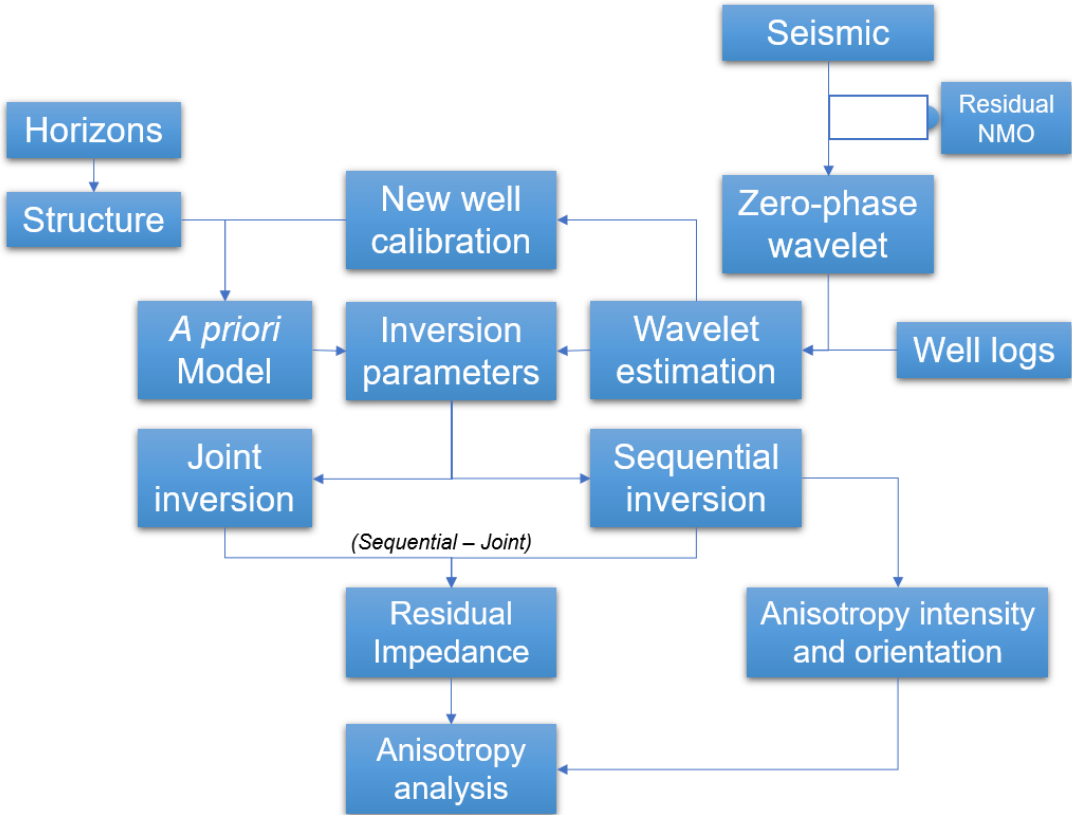 Seismic
Residual
NMO
Horizons
Structure
New well
calibration
Zero-phase
wavelet
A priori
Model
Inversion
parameters
Wavelet
estimation
Well logs
Joint
inversion
Sequential
inversion
(Sequential – Joint)
Residual
Impedance
Anisotropy intensity
and orientation
Anisotropy
analysis